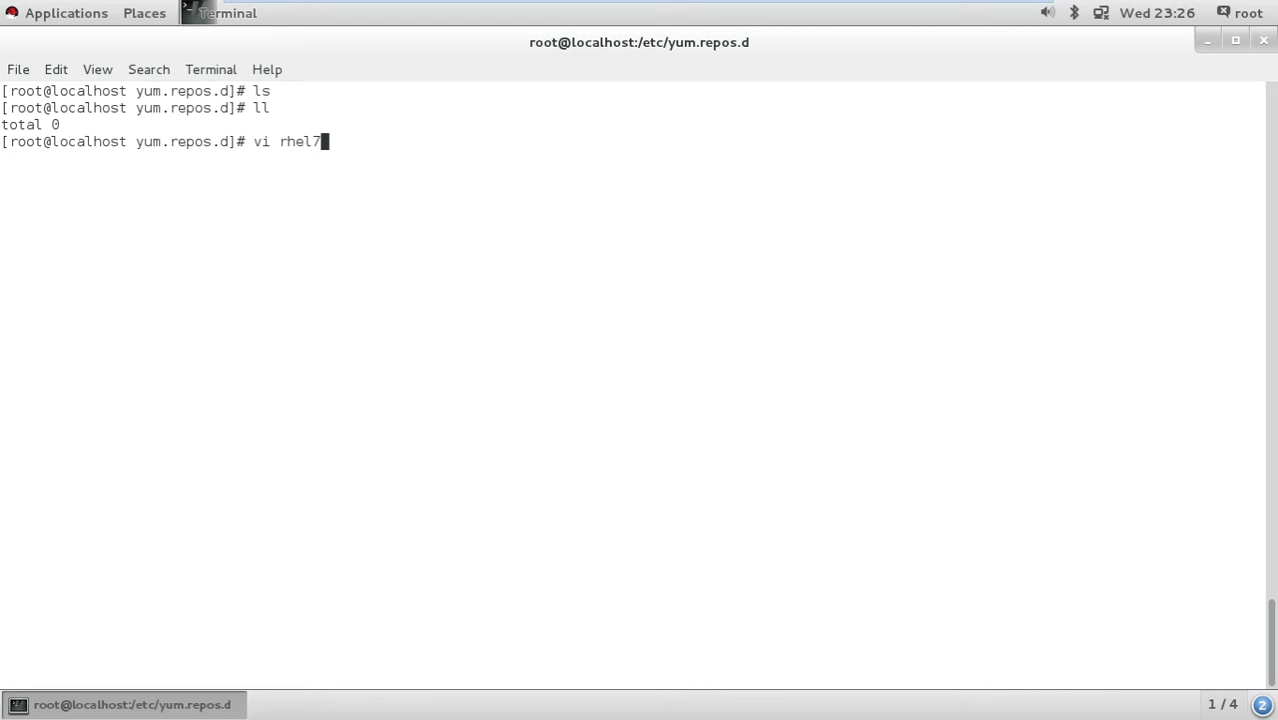 Applications Places Terminal Wed 23:26 root
root@localhost:/etc/yum.repos.d
File Edit View Search Terminal Help
[root@localhost yum.repos.d]# ls
[root@localhost yum.repos.d]# ll
total 0
[root@localhost yum.repos.d]# vi rhel7
root@localhost:/etc/yum.repos.d 1 / 4 2